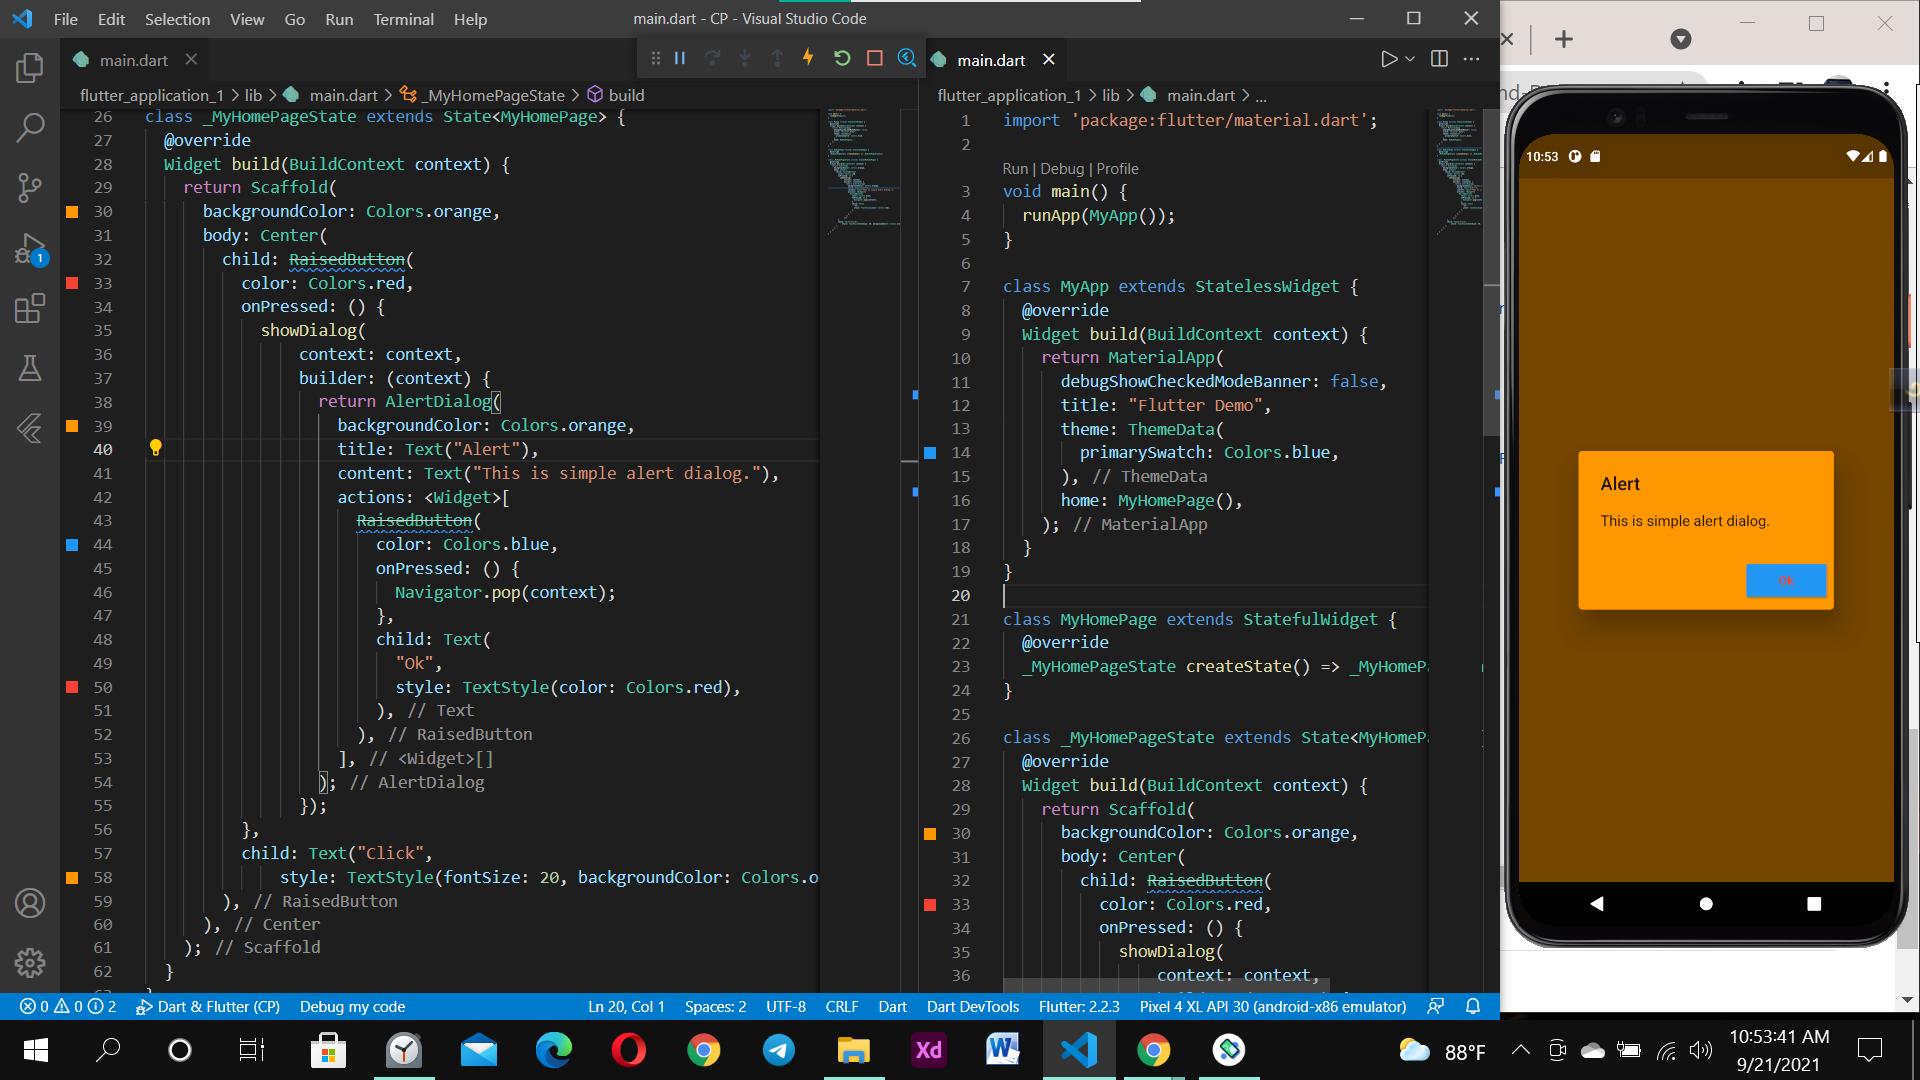 File Edit Selection View Go Run Terminal Help
main.dart - CP - Visual Studio Code
main.dart
flutter_application_1 > lib > main.dart > _MyHomePageState > build
26 class _MyHomePageState extends State<MyHomePage> {
27 @override
28 Widget build(BuildContext context) {
29 return Scaffold(
30 backgroundColor: Colors.orange,
31 body: Center(
32 child: RaisedButton(
33 color: Colors.red,
34 onPressed: () {
35 showDialog(
36 context: context,
37 builder: (context) {
38 return AlertDialog(
39 backgroundColor: Colors.orange,
40 title: Text("Alert"),
41 content: Text("This is simple alert dialog."),
42 actions: <Widget>[
43 RaisedButton(
44 color: Colors.blue,
45 onPressed: () {
46 Navigator.pop(context);
47 },
48 child: Text(
49 "Ok",
50 style: TextStyle(color: Colors.red),
51 ), // Text
52 ), // RaisedButton
53 ], // <Widget>[]
54 ); // AlertDialog
55 });
56 },
57 child: Text("Click",
58 style: TextStyle(fontSize: 20, backgroundColor: Colors.o
59 ), // RaisedButton
60 ), // Center
61 ); // Scaffold
62 }
main.dart
flutter_application_1 > lib > main.dart > ...
1 import 'package:flutter/material.dart';
2
Run | Debug | Profile
3 void main() {
4 runApp(MyApp());
5 }
6
7 class MyApp extends StatelessWidget {
8 @override
9 Widget build(BuildContext context) {
10 return MaterialApp(
11 debugShowCheckedModeBanner: false,
12 title: "Flutter Demo",
13 theme: ThemeData(
14 primarySwatch: Colors.blue,
15 ), // ThemeData
16 home: MyHomePage(),
17 ); // MaterialApp
18 }
19 }
20
21 class MyHomePage extends StatefulWidget {
22 @override
23 _MyHomePageState createState() => _MyHomeP
24 }
25
26 class _MyHomePageState extends State<MyHomeP
27 @override
28 Widget build(BuildContext context) {
29 return Scaffold(
30 backgroundColor: Colors.orange,
31 body: Center(
32 child: RaisedButton(
33 color: Colors.red,
34 onPressed: () {
35 showDialog(
36 context: context,
10:53
Alert
This is simple alert dialog.
Ok
0 0 2 Dart & Flutter (CP) Debug my code Ln 20, Col 1 Spaces: 2 UTF-8 CRLF Dart Dart DevTools Flutter: 2.2.3 Pixel 4 XL API 30 (android-x86 emulator)
Xd
88°F
10:53:41 AM
9/21/2021